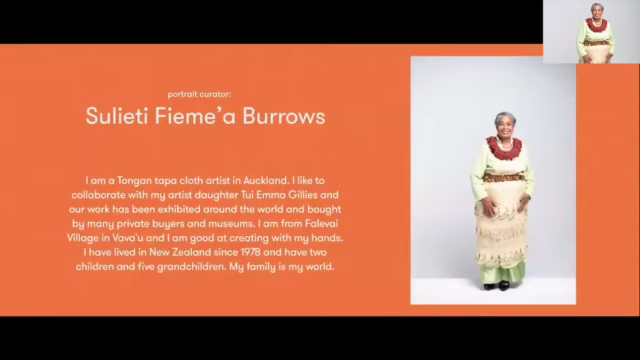 portrait curator:
Sulieti Fieme'a Burrows
I am a Tongan tapa cloth artist in Auckland. I like to
collaborate with my artist daughter Tui Emma Gillies and
our work has been exhibited around the world and bought
by many private buyers and museums. I am from Falevai
Village in Vava'u and I am good at creating with my hands.
I have lived in New Zealand since 1978 and have two
children and five grandchildren. My family is my world.